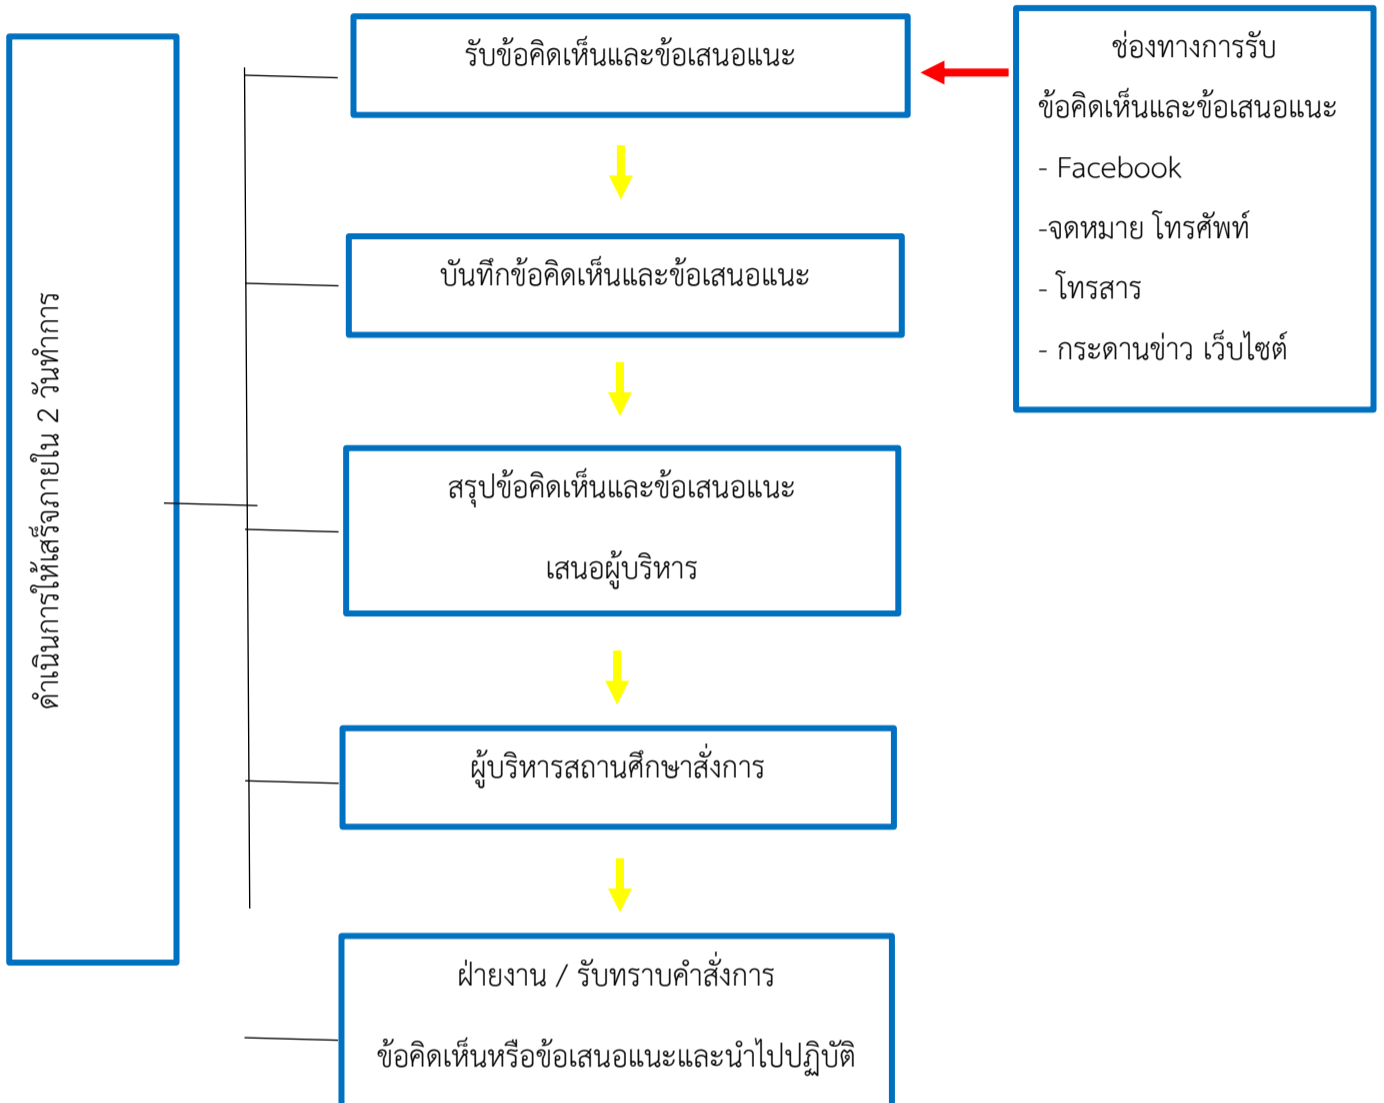 ดำเนินการให้เสร็จภายใน 2 วันทำการ
รับข้อคิดเห็นและข้อเสนอแนะ
บันทึกข้อคิดเห็นและข้อเสนอแนะ
สรุปข้อคิดเห็นและข้อเสนอแนะ
เสนอผู้บริหาร
ผู้บริหารสถานศึกษาสั่งการ
ฝ่ายงาน / รับทราบคำสั่งการ
ข้อคิดเห็นหรือข้อเสนอแนะและนำไปปฏิบัติ
ช่องทางการรับ
ข้อคิดเห็นและข้อเสนอแนะ
- Facebook
-จดหมาย โทรศัพท์
- โทรสาร
- กระดานข่าว เว็บไซต์